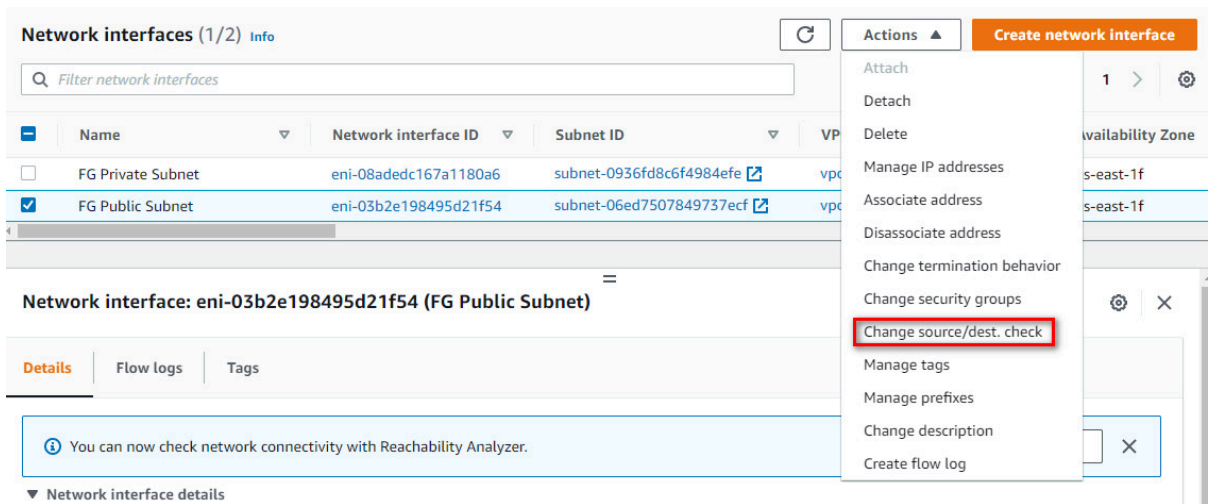 Network interfaces (1/2) Info
Actions ▲
Create network interface
Filter network interfaces
1
Name
Network interface ID
Subnet ID
FG Private Subnet
eni-08adedc167a1180a6
subnet-0936fd8c6f4984efe
FG Public Subnet
eni-03b2e198495d21f54
subnet-06ed7507849737ecf
VP
vpc
vpc
Availability Zone
s-east-1f
s-east-1f
Attach
Detach
Delete
Manage IP addresses
Associate address
Disassociate address
Change termination behavior
Change security groups
Change source/dest. check
Manage tags
Manage prefixes
Change description
Create flow log
Network interface: eni-03b2e198495d21f54 (FG Public Subnet)
Details
Flow logs
Tags
You can now check network connectivity with Reachability Analyzer.
▼ Network interface details